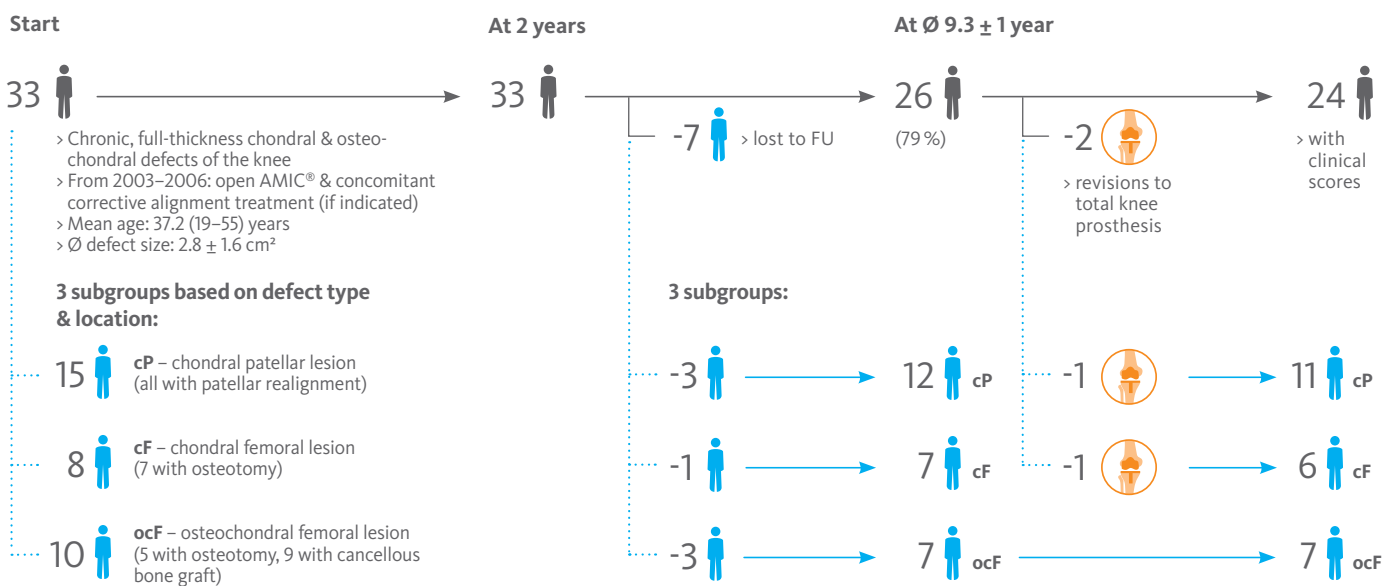 Start
At 2 years
At Ø 9.3 ± 1 year
33
33
26
24
> Chronic, full-thickness chondral & osteo-
chondral defects of the knee
> From 2003–2006: open AMIC® & concomitant
corrective alignment treatment (if indicated)
> Mean age: 37.2 (19–55) years
> Ø defect size: 2.8 ± 1.6 cm²
-7
> lost to FU
(79 %)
-2
> revisions to
total knee
prosthesis
> with
clinical
scores
3 subgroups based on defect type
& location:
3 subgroups:
15
cP – chondral patellar lesion
(all with patellar realignment)
-3
12 cP
-1
11 cP
8
cF – chondral femoral lesion
(7 with osteotomy)
-1
7 cF
-1
6 cF
10
ocF – osteochondral femoral lesion
(5 with osteotomy, 9 with cancellous
bone graft)
-3
7 ocF
7 ocF